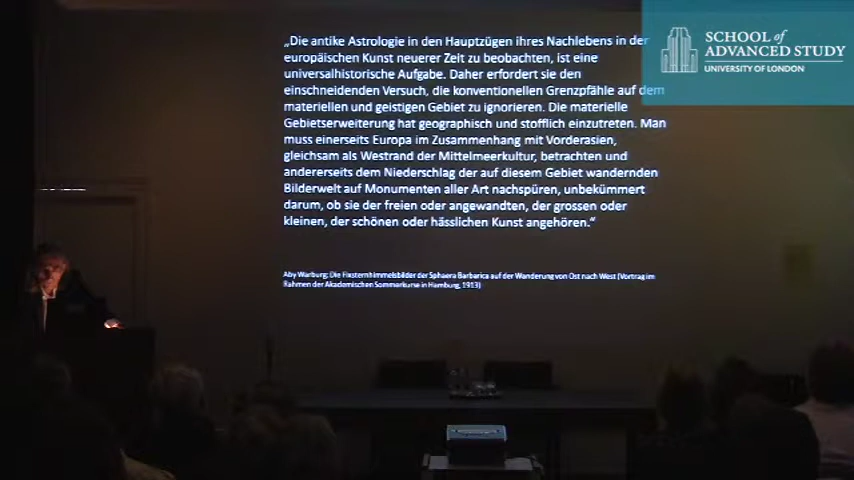 „Die antike Astrologie in den Hauptzügen ihres Nachlebens in der
europäischen Kunst neuerer Zeit zu beobachten, ist eine
universalhistorische Aufgabe. Daher erfordert sie den
einschneidenden Versuch, die konventionellen Grenzpfähle auf dem
materiellen und geistigen Gebiet zu ignorieren. Die materielle
Gebietserweiterung hat geographisch und stofflich einzutreten. Man
muss einerseits Europa im Zusammenhang mit Vorderasien,
gleichsam als Westrand der Mittelmeerkultur, betrachten und
andererseits dem Niederschlag der auf diesem Gebiet wandernden
Bilderwelt auf Monumenten aller Art nachspüren, unbekümmert
darum, ob sie der freien oder angewandten, der grossen oder
kleinen, der schönen oder hässlichen Kunst angehören.“
Aby Warburg: Die Fixsternhimmelsbilder der Sphaera Barbarica auf der Wanderung von Ost nach West (Vortrag im
Rahmen der Akademischen Sommerkurse in Hamburg, 1913)
SCHOOL of
ADVANCED STUDY
UNIVERSITY OF LONDON